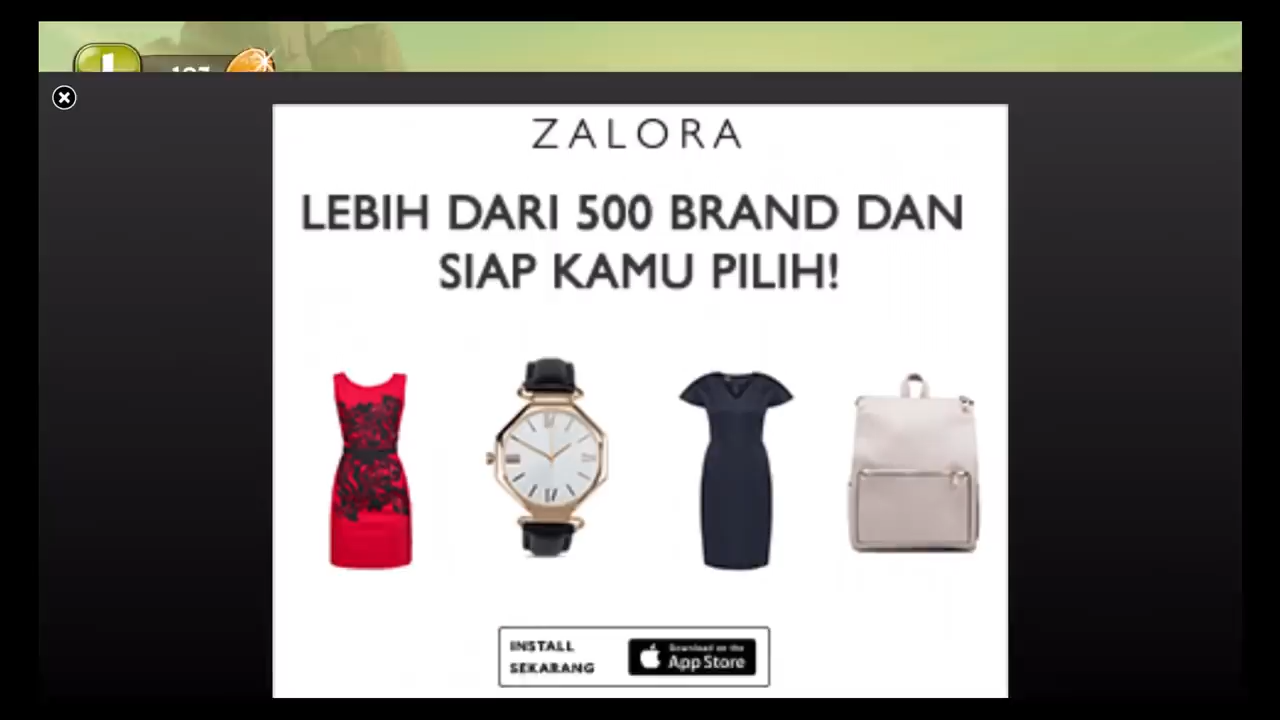 ZALORA
LEBIH DARI 500 BRAND DAN
SIAP KAMU PILIH!
INSTALL
SEKARANG
Download on the
App Store